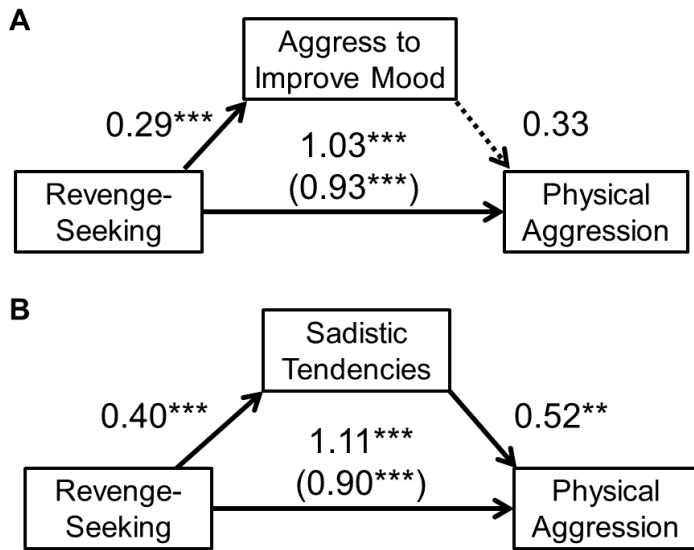 A
Aggress to
Improve Mood
0.29***
0.33
1.03***
(0.93***)
Revenge-
Seeking
Physical
Aggression
B
Sadistic
Tendencies
0.40***
0.52**
1.11***
(0.90***)
Revenge-
Seeking
Physical
Aggression